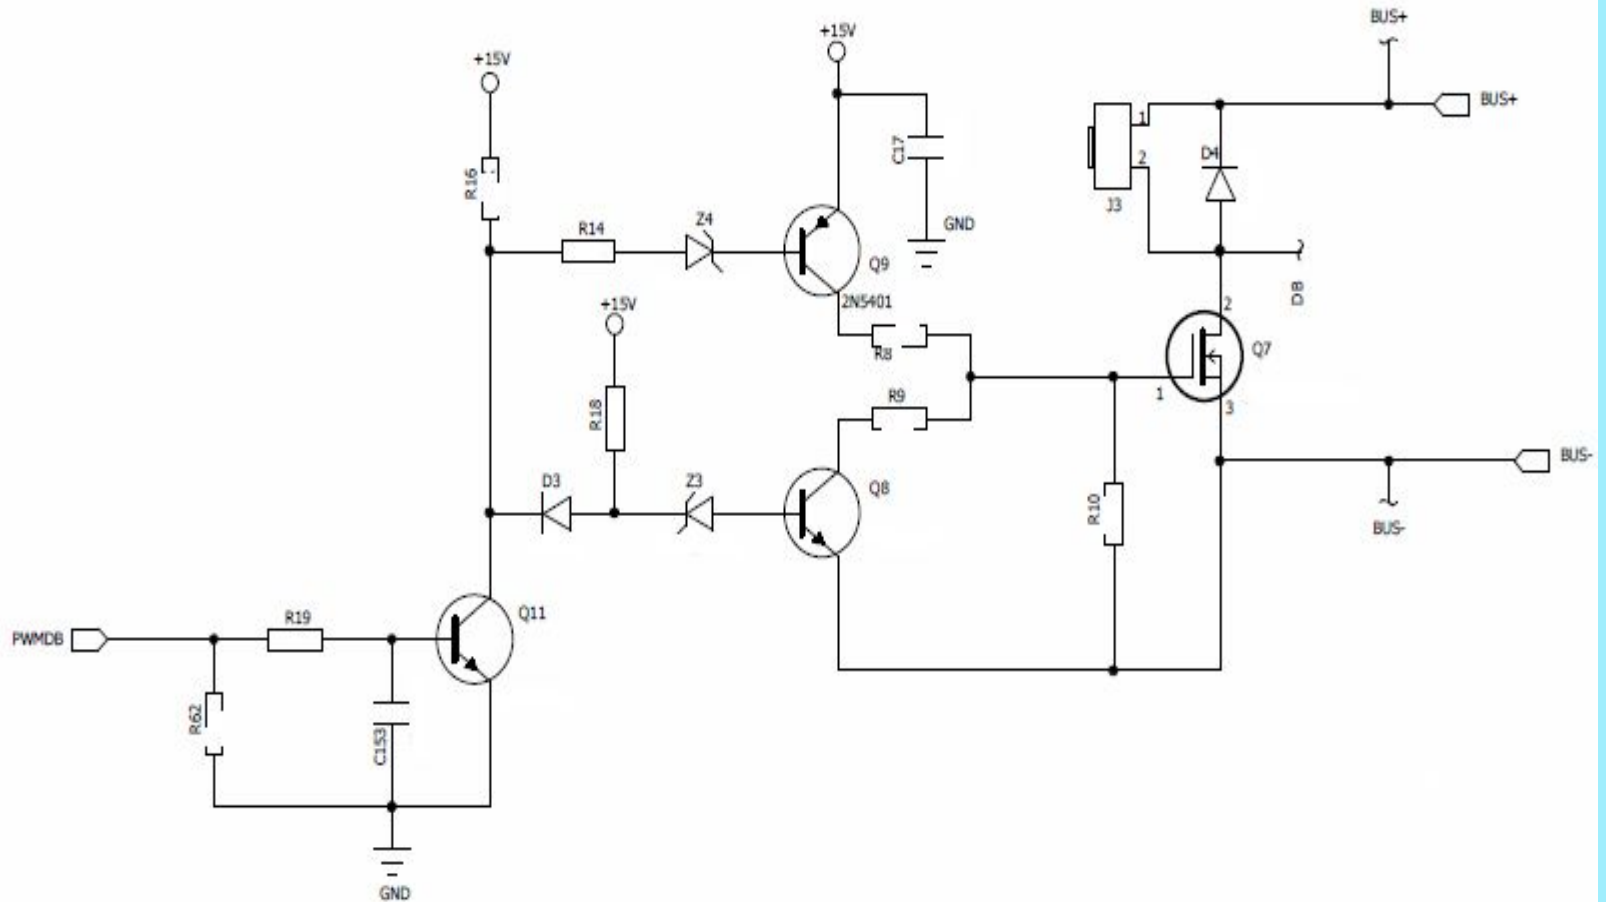 BUS+
+15V
+15V
BUS+
1
C17
D4
2
R16
J3
Z4
GND
R14
Q9
DB
2N5401
+15V
2
R8
Q7
R9
1
3
R18
BUS-
D3
Z3
Q8
R10
BUS-
Q11
R19
PWMDB
R62
C153
GND